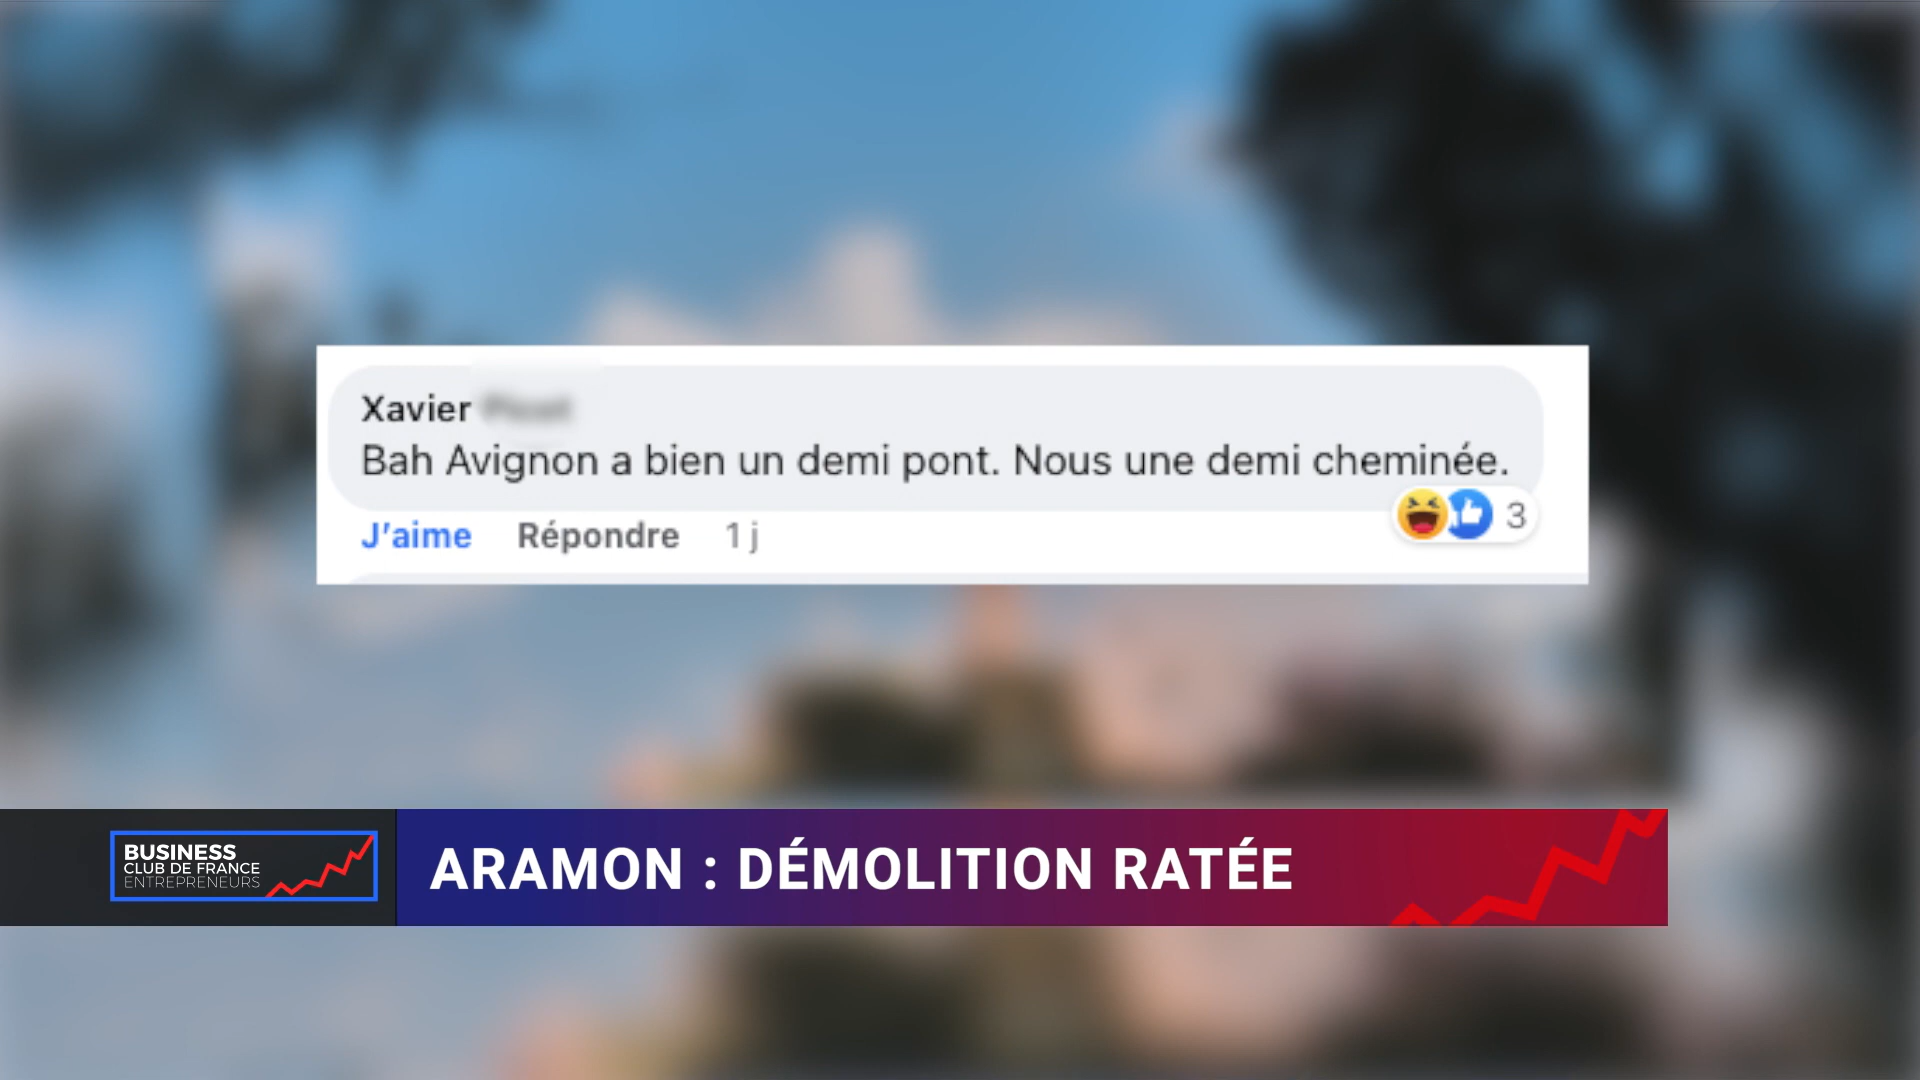 Xavier
Bah Avignon a bien un demi pont. Nous une demi cheminée.
J'aime Répondre 1 j
3
BUSINESS
CLUB DE FRANCE
ENTREPRENEURS
ARAMON : DÉMOLITION RATÉE